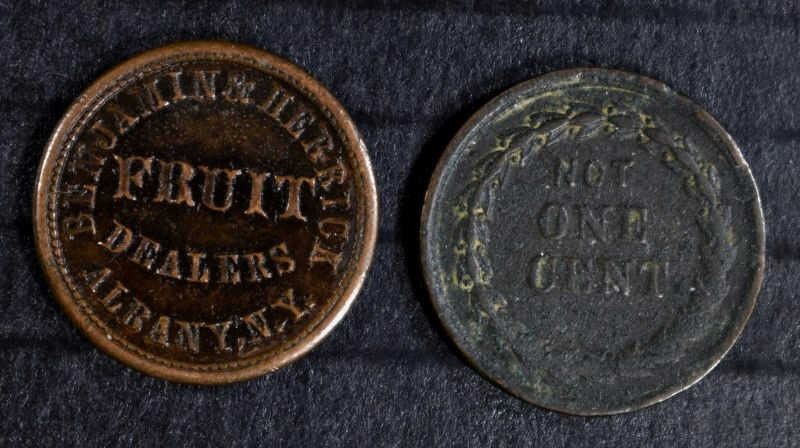 BENJAMIN & HERRICK
FRUIT
DEALERS
ALBANY, N.Y.
NOT
ONE
CENT